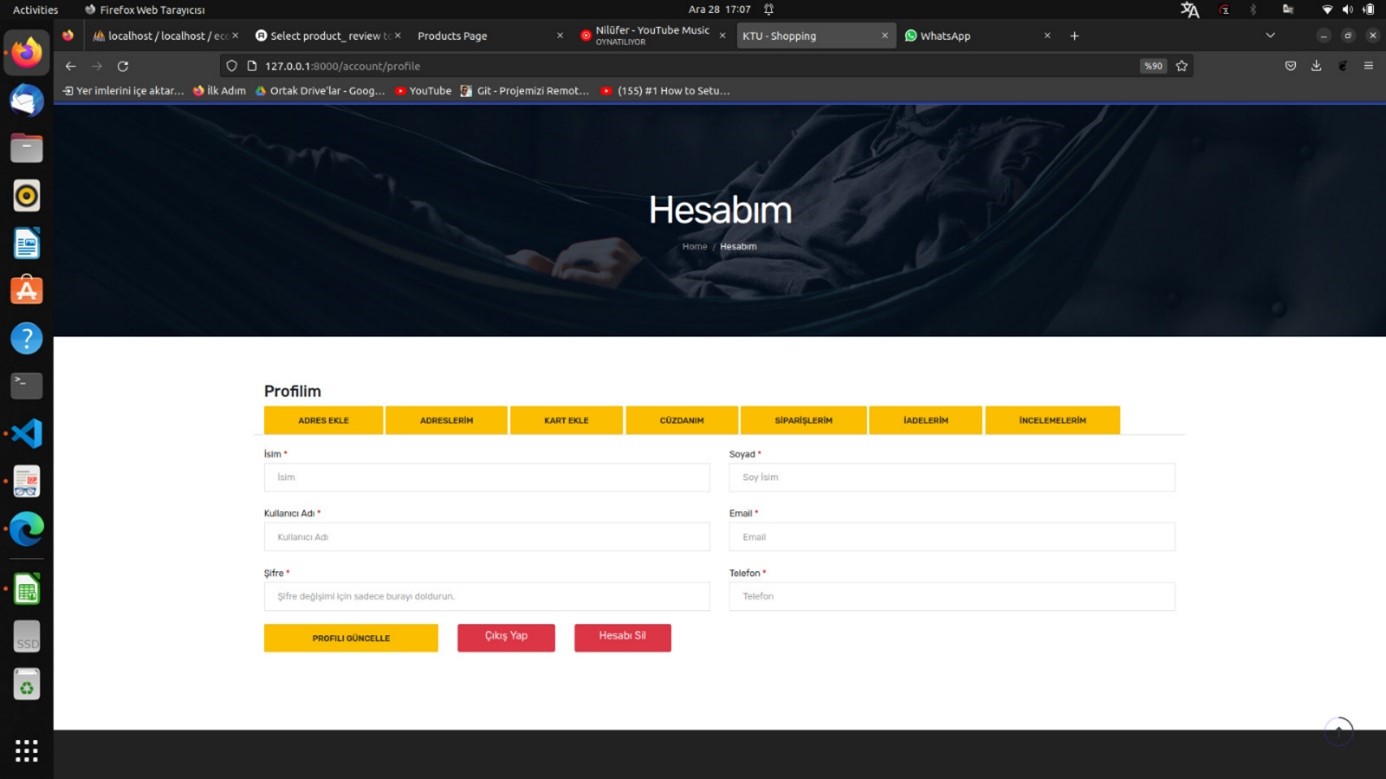 Activities Firefox Web Tarayıcısı Ara 28 17:07
localhost / localhost / ec Select product_ review to Products Page Nilüfer - YouTube Music KTU - Shopping WhatsApp
OYNATILIYOR
127.0.0.1:8000/account/profile %90
Yer imlerini içe aktar... İlk Adım Ortak Drive'lar - Goog... YouTube Git - Projemizi Remot... (155) #1 How to Setu...
Hesabım
Home / Hesabım
Profilim
ADRES EKLE ADRESLERİM KART EKLE CÜZDANIM SİPARİŞLERİM İADELERİM İNCELEMELERİM
İsim * Soyad *
İsim Soy İsim
Kullanıcı Adı * Email *
Kullanıcı Adı Email
Şifre * Telefon *
Şifre değişimi için sadece burayı doldurun. Telefon
PROFILI GÜNCELLE Çıkış Yap Hesabı Sil
SSD